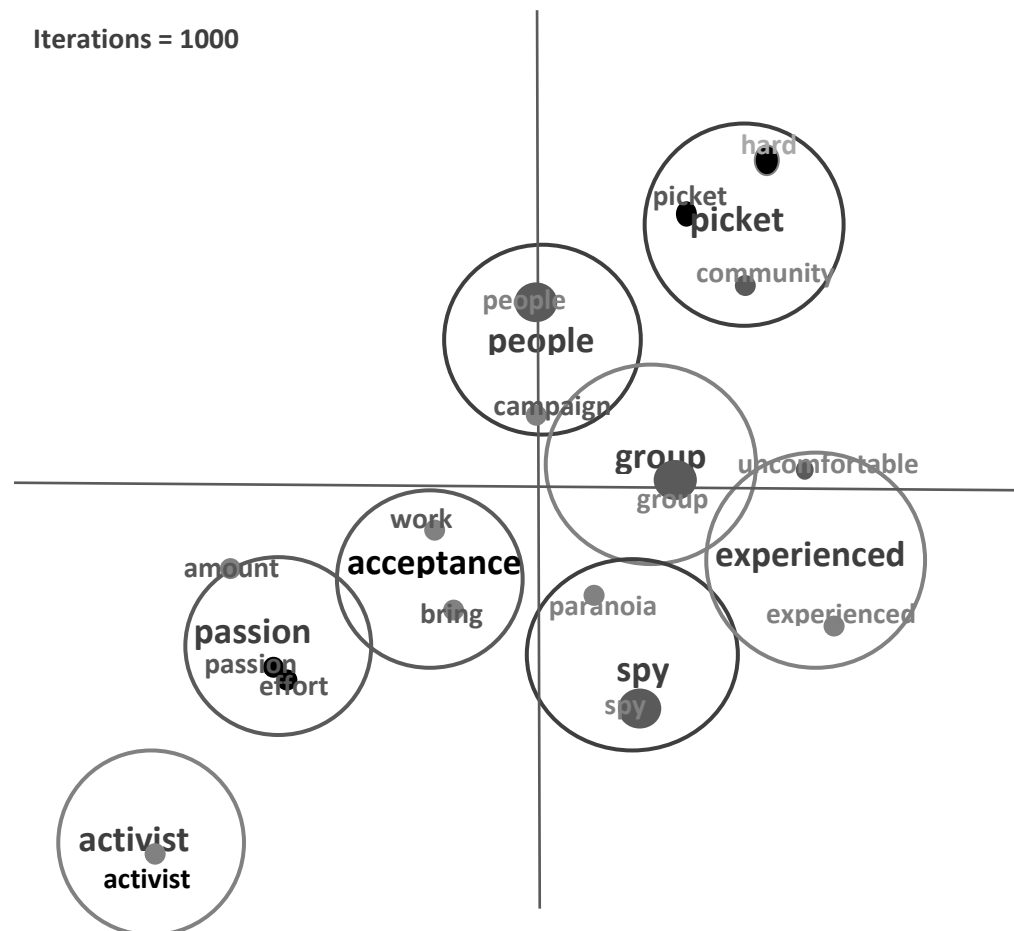 Iterations = 1000
hard
picket
picket
community
people
people
campaign
group
uncomfortable
group
work
experienced
acceptance
amount
paranoia
bring
experienced
passion
passion
effort
spy
spy
activist
activist